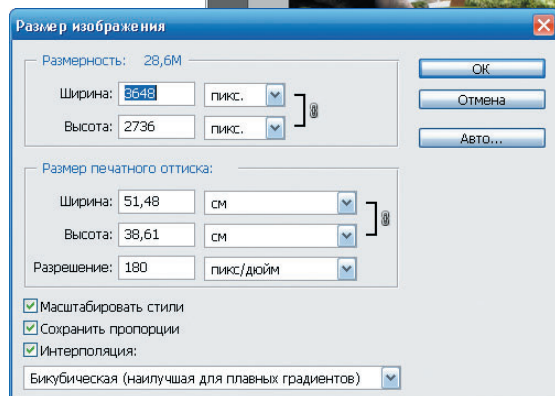 Размер изображения
Размерность: 28,6M
OK
Ширина: 3648 пикс.
Отмена
Высота: 2736 пикс.
Авто...
Размер печатного оттиска:
Ширина: 51,48 см
Высота: 38,61 см
Разрешение: 180 пикс/дюйм
Масштабировать стили
Сохранить пропорции
Интерполяция:
Бикубическая (наилучшая для плавных градиентов)